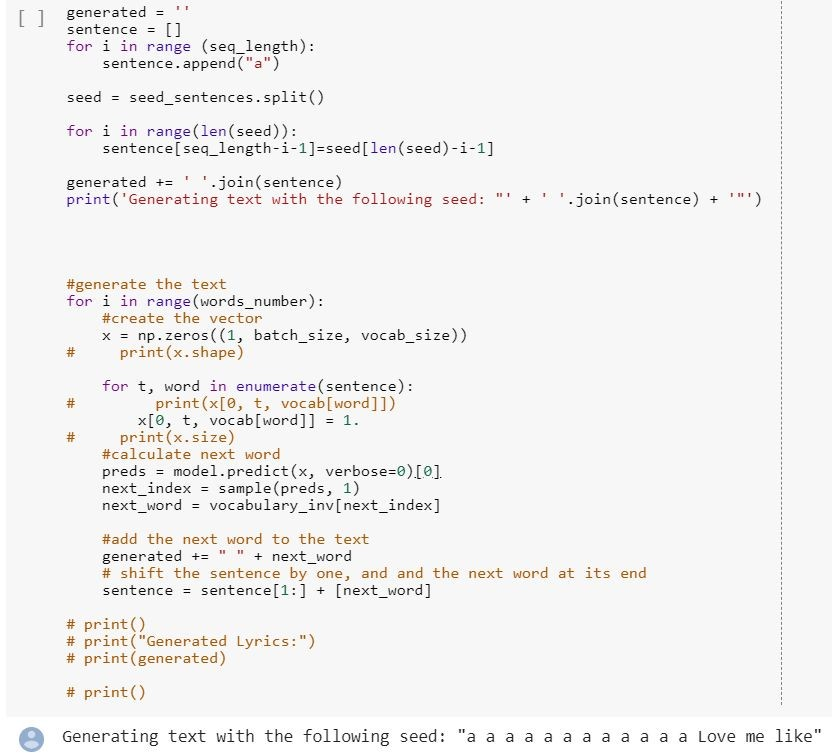 [ ] generated = ''
sentence = []
for i in range (seq_length):
    sentence.append("a")

seed = seed_sentences.split()

for i in range(len(seed)):
    sentence[seq_length-i-1]=seed[len(seed)-i-1]

generated += ' '.join(sentence)
print('Generating text with the following seed: "' + ' '.join(sentence) + '"')

#generate the text
for i in range(words_number):
    #create the vector
    x = np.zeros((1, batch_size, vocab_size))
#     print(x.shape)

    for t, word in enumerate(sentence):
#         print(x[0, t, vocab[word]])
        x[0, t, vocab[word]] = 1.
#     print(x.size)
    #calculate next word
    preds = model.predict(x, verbose=0)[0]
    next_index = sample(preds, 1)
    next_word = vocabulary_inv[next_index]

    #add the next word to the text
    generated += " " + next_word
    # shift the sentence by one, and and the next word at its end
    sentence = sentence[1:] + [next_word]

# print()
# print("Generated Lyrics:")
# print(generated)

# print()
Generating text with the following seed: "a a a a a a a a a a a a Love me like"